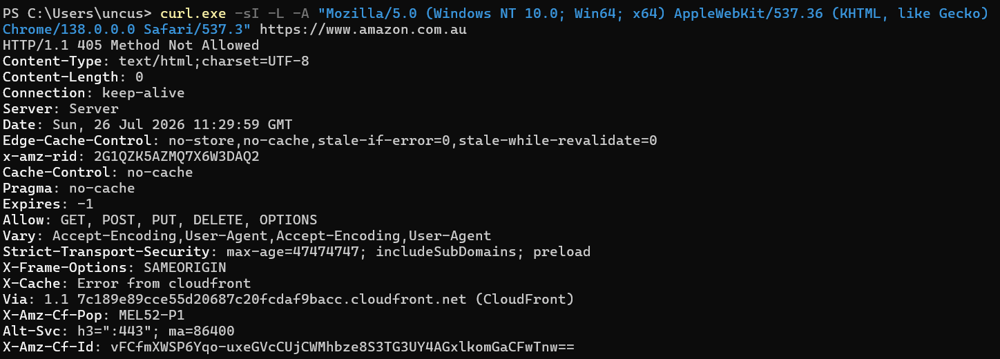 PS C:\Users\uncus> curl.exe -sI -L -A "Mozilla/5.0 (Windows NT 10.0; Win64; x64) AppleWebKit/537.36 (KHTML, like Gecko)
Chrome/138.0.0.0 Safari/537.3" https://www.amazon.com.au
HTTP/1.1 405 Method Not Allowed
Content-Type: text/html;charset=UTF-8
Content-Length: 0
Connection: keep-alive
Server: Server
Date: Sun, 26 Jul 2026 11:29:59 GMT
Edge-Cache-Control: no-store,no-cache,stale-if-error=0,stale-while-revalidate=0
x-amz-rid: 2G1QZK5AZMQ7X6W3DAQ2
Cache-Control: no-cache
Pragma: no-cache
Expires: -1
Allow: GET, POST, PUT, DELETE, OPTIONS
Vary: Accept-Encoding,User-Agent,Accept-Encoding,User-Agent
Strict-Transport-Security: max-age=47474747; includeSubDomains; preload
X-Frame-Options: SAMEORIGIN
X-Cache: Error from cloudfront
Via: 1.1 7c189e89cce55d20687c20fcdaf9bacc.cloudfront.net (CloudFront)
X-Amz-Cf-Pop: MEL52-P1
Alt-Svc: h3=":443"; ma=86400
X-Amz-Cf-Id: vFCfmXWSP6Yqo-uxeGVcCUjCWMhbze8S3TG3UY4AGxlkomGaCFwTnw==